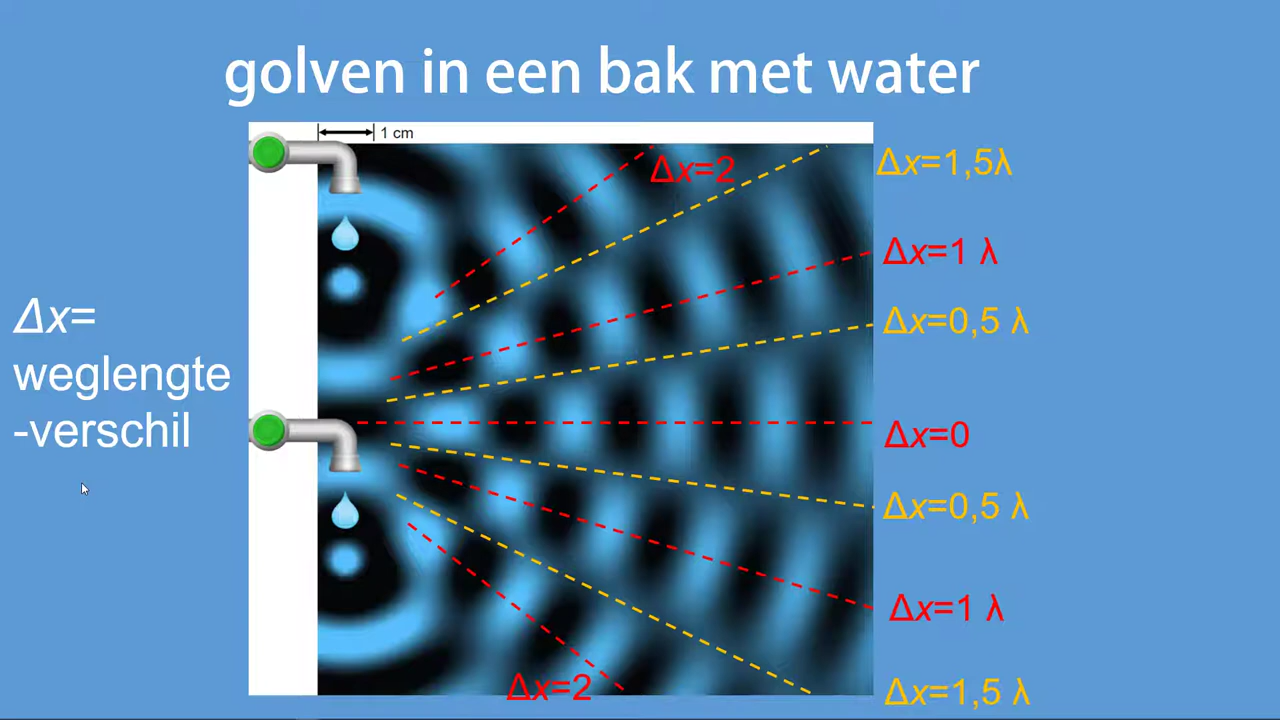 golven in een bak met water
1 cm
Δx=2
Δx=1,5λ
Δx=1 λ
Δx=
weglengte
-verschil
Δx=0,5 λ
Δx=0
Δx=0,5 λ
Δx=1 λ
Δx=2
Δx=1,5 λ